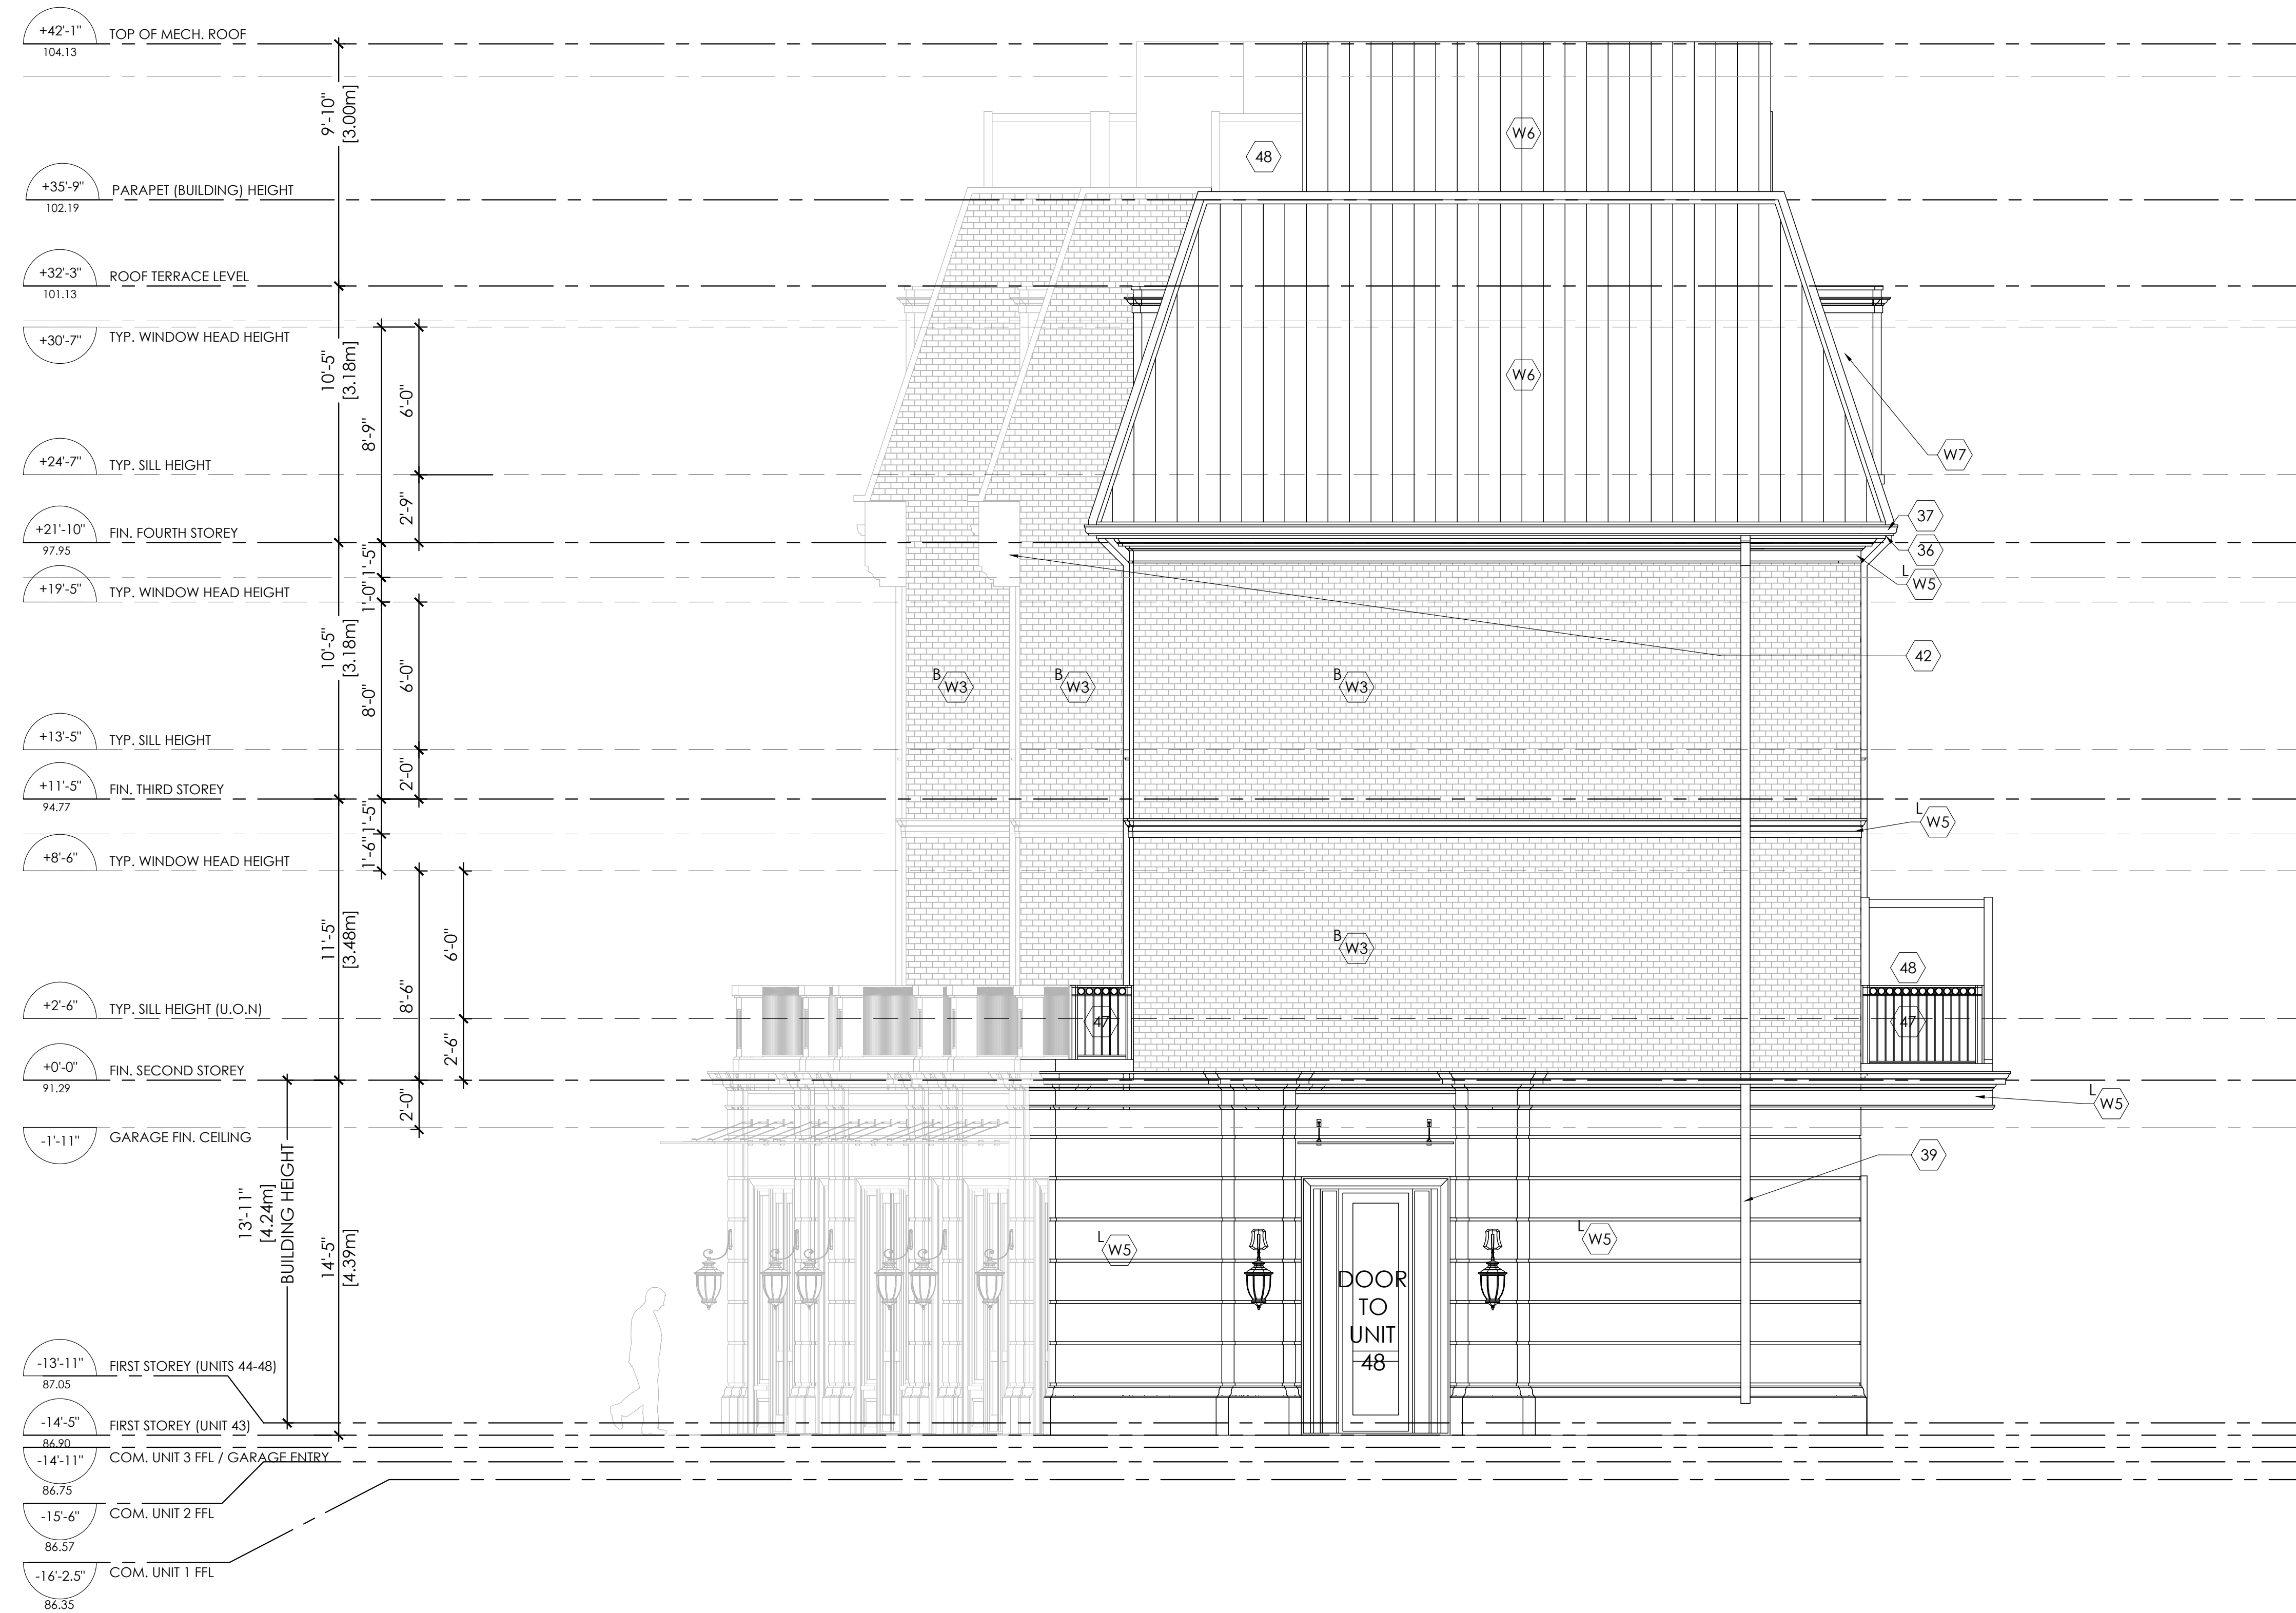 +42'-1"
TOP OF MECH. ROOF
104.13
9'-10"
[3.00m]
W6
48
+35'-9"
PARAPET (BUILDING) HEIGHT
102.19
+32'-3"
ROOF TERRACE LEVEL
101.13
+30'-7"
TYP. WINDOW HEAD HEIGHT
10'-5"
[3.18m]
8'-9"
6'-0"
W6
W7
+24'-7"
TYP. SILL HEIGHT
2'-9"
+21'-10"
FIN. FOURTH STOREY
97.95
1'-5"
37
36
L
W5
+19'-5"
TYP. WINDOW HEAD HEIGHT
1'-0"
10'-5"
[3.18m]
8'-0"
6'-0"
42
B
W3
B
W3
B
W3
+13'-5"
TYP. SILL HEIGHT
2'-0"
+11'-5"
FIN. THIRD STOREY
94.77
1'-5"
L
W5
+8'-6"
TYP. WINDOW HEAD HEIGHT
1'-6"
11'-5"
[3.48m]
8'-6"
6'-0"
B
W3
48
+2'-6"
TYP. SILL HEIGHT (U.O.N)
2'-6"
47
47
+0'-0"
FIN. SECOND STOREY
91.29
2'-0"
L
W5
-1'-11"
GARAGE FIN. CEILING
39
13'-11"
[4.24m]
BUILDING HEIGHT
14'-5"
[4.39m]
L
W5
L
W5
DOOR
TO
UNIT
48
-13'-11"
FIRST STOREY (UNITS 44-48)
87.05
-14'-5"
FIRST STOREY (UNIT 43)
86.90
-14'-11"
COM. UNIT 3 FFL / GARAGE ENTRY
86.75
-15'-6"
COM. UNIT 2 FFL
86.57
-16'-2.5"
COM. UNIT 1 FFL
86.35